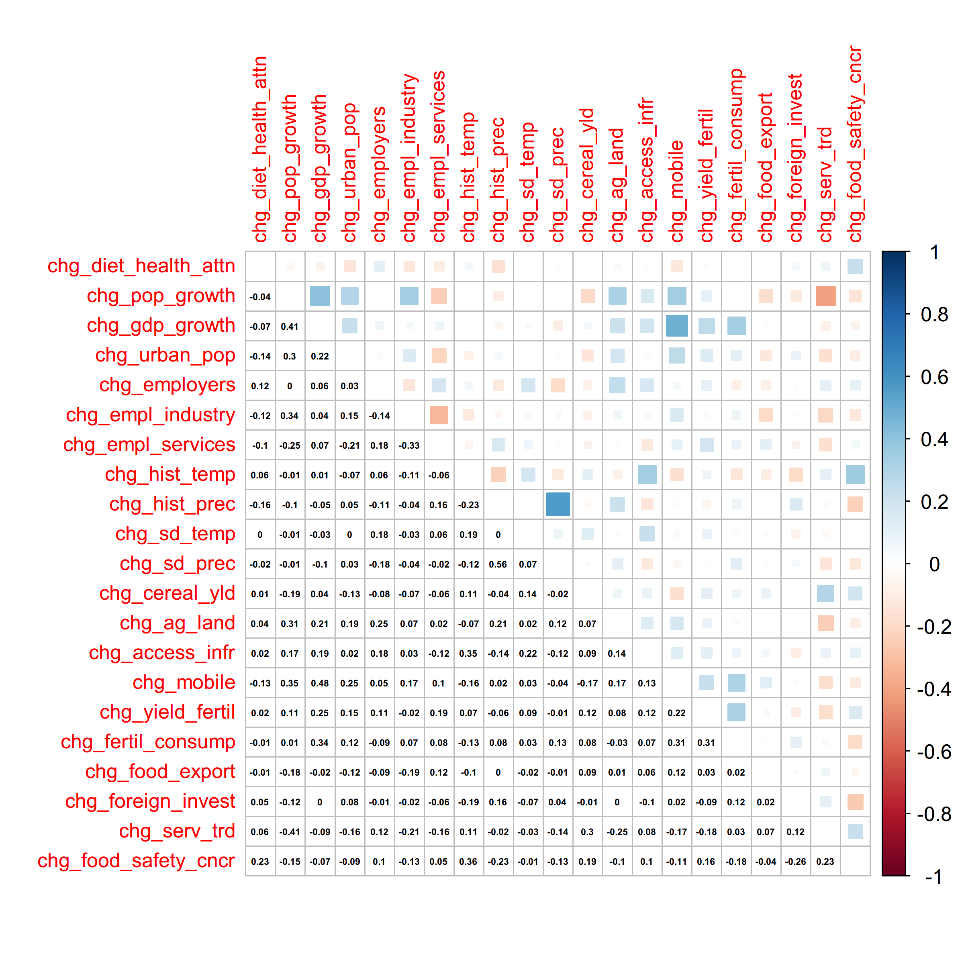 chg_diet_health_attn
chg_pop_growth
chg_gdp_growth
chg_urban_pop
chg_employers
chg_empl_industry
chg_empl_services
chg_hist_temp
chg_hist_prec
chg_sd_temp
chg_sd_prec
chg_cereal_yld
chg_ag_land
chg_access_infr
chg_mobile
chg_yield_fertil
chg_fertil_consump
chg_food_export
chg_foreign_invest
chg_serv_trd
chg_food_safety_cncr
chg_diet_health_attn
chg_pop_growth -0.04
chg_gdp_growth -0.07 0.41
chg_urban_pop -0.14 0.3 0.22
chg_employers 0.12 0 0.06 0.03
chg_empl_industry -0.12 0.34 0.04 0.15 -0.14
chg_empl_services -0.1 -0.25 0.07 -0.21 0.18 -0.33
chg_hist_temp 0.06 -0.01 0.01 -0.07 0.06 -0.11 -0.06
chg_hist_prec -0.16 -0.1 -0.05 0.05 -0.11 -0.04 0.16 -0.23
chg_sd_temp 0 -0.01 -0.03 0 0.18 -0.03 0.06 0.19 0
chg_sd_prec -0.02 -0.01 -0.1 0.03 -0.18 -0.04 -0.02 -0.12 0.56 0.07
chg_cereal_yld 0.01 -0.19 0.04 -0.13 -0.08 -0.07 -0.06 0.11 -0.04 0.14 -0.02
chg_ag_land 0.04 0.31 0.21 0.19 0.25 0.07 0.02 -0.07 0.21 0.02 0.12 0.07
chg_access_infr 0.02 0.17 0.19 0.02 0.18 0.03 -0.12 0.35 -0.14 0.22 -0.12 0.09 0.14
chg_mobile -0.13 0.35 0.48 0.25 0.05 0.17 0.1 -0.16 0.02 0.03 -0.04 -0.17 0.17 0.13
chg_yield_fertil 0.02 0.11 0.25 0.15 0.11 -0.02 0.19 0.07 -0.06 0.09 -0.01 0.12 0.08 0.12 0.22
chg_fertil_consump -0.01 0.01 0.34 0.12 -0.09 0.07 0.08 -0.13 0.08 0.03 0.13 0.08 -0.03 0.07 0.31 0.31
chg_food_export -0.01 -0.18 -0.02 -0.12 -0.09 -0.19 0.12 -0.1 0 -0.02 -0.01 0.09 0.01 0.06 0.12 0.03 0.02
chg_foreign_invest 0.05 -0.12 0 0.08 -0.01 -0.02 -0.06 -0.19 0.16 -0.07 0.04 -0.01 0 -0.1 0.02 -0.09 0.12 0.02
chg_serv_trd 0.06 -0.41 -0.09 -0.16 0.12 -0.21 -0.16 0.11 -0.02 -0.03 -0.14 0.3 -0.25 0.08 -0.17 -0.18 0.03 0.07 0.12
chg_food_safety_cncr 0.23 -0.15 -0.07 -0.09 0.1 -0.13 0.05 0.36 -0.23 -0.01 -0.13 0.19 -0.1 0.1 -0.11 0.16 -0.18 -0.04 -0.26 0.23
1
0.8
0.6
0.4
0.2
0
-0.2
-0.4
-0.6
-0.8
-1